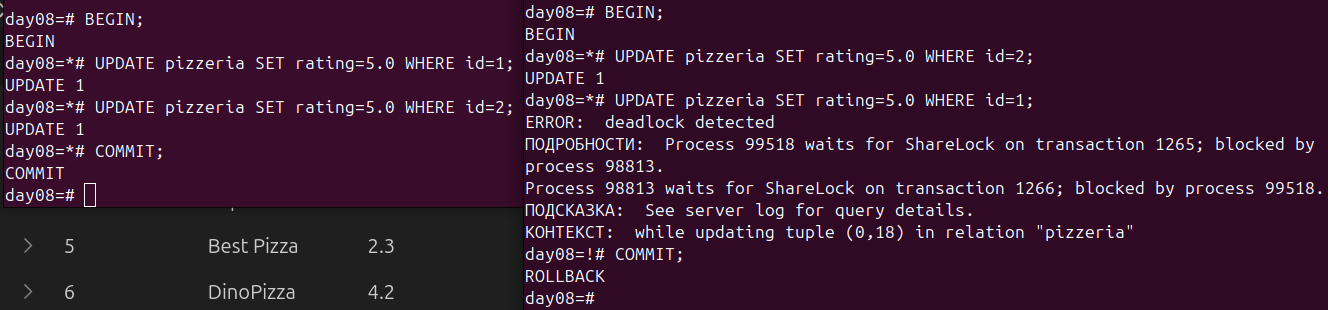 day08=# BEGIN;
BEGIN
day08=*# UPDATE pizzeria SET rating=5.0 WHERE id=1;
UPDATE 1
day08=*# UPDATE pizzeria SET rating=5.0 WHERE id=2;
UPDATE 1
day08=*# COMMIT;
COMMIT
day08=#
5 Best Pizza 2.3
6 DinoPizza 4.2
day08=# BEGIN;
BEGIN
day08=*# UPDATE pizzeria SET rating=5.0 WHERE id=2;
UPDATE 1
day08=*# UPDATE pizzeria SET rating=5.0 WHERE id=1;
ERROR:  deadlock detected
ПОДРОБНОСТИ:  Process 99518 waits for ShareLock on transaction 1265; blocked by
process 98813.
Process 98813 waits for ShareLock on transaction 1266; blocked by process 99518.
ПОДСКАЗКА:  See server log for query details.
КОНТЕКСТ:  while updating tuple (0,18) in relation "pizzeria"
day08=!# COMMIT;
ROLLBACK
day08=#